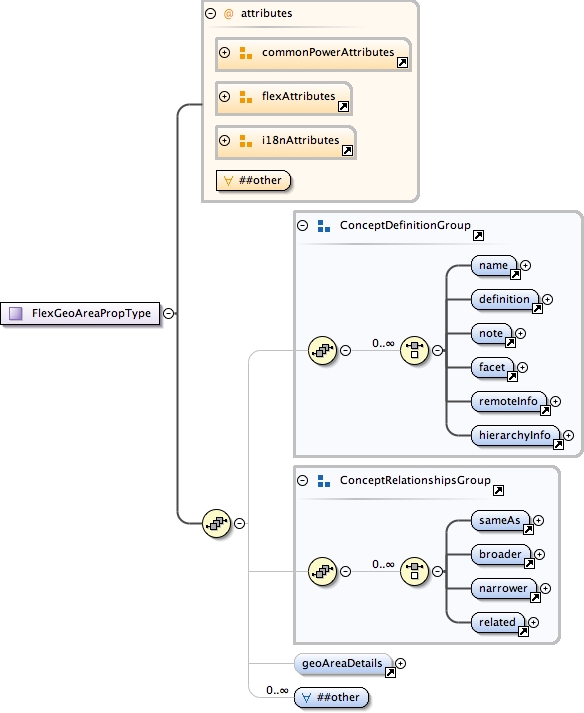 @ attributes
commonPowerAttributes
flexAttributes
i18nAttributes
##other
ConceptDefinitionGroup
name
definition
FlexGeoAreaPropType
note
0..∞
facet
remoteInfo
hierarchyInfo
ConceptRelationshipsGroup
sameAs
broader
0..∞
narrower
related
geoAreaDetails
0..∞
##other